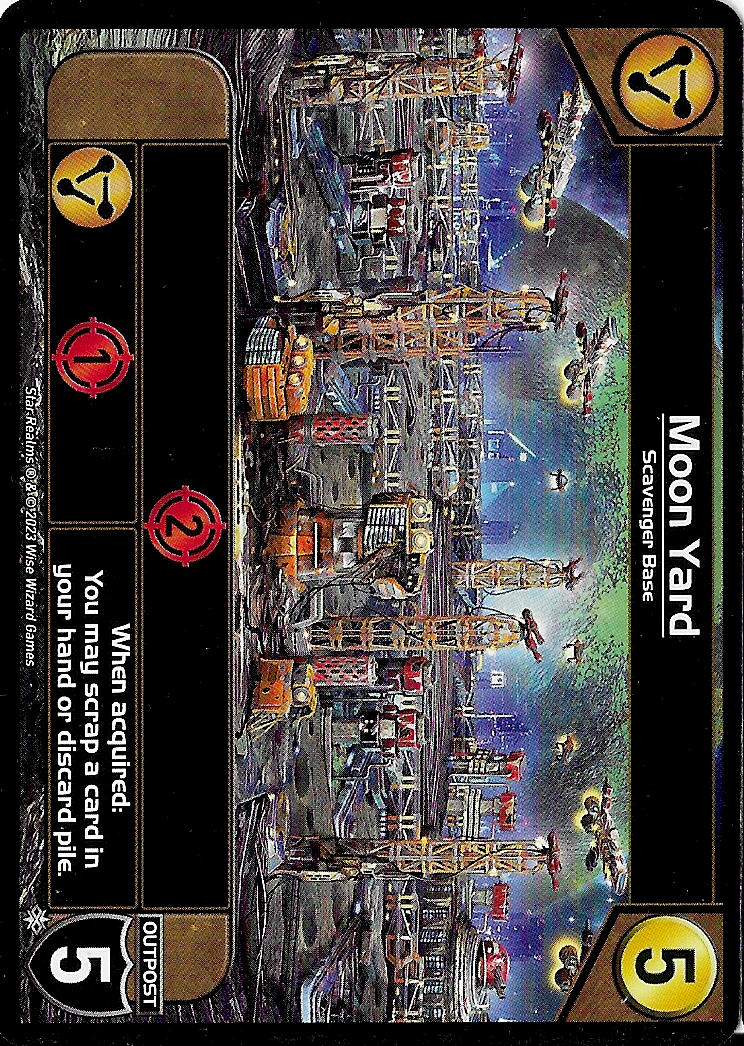 Moon Yard
Scavenger Base
5
2
1
When acquired:
You may scrap a card in
your hand or discard pile.
OUTPOST
5
Star Realms ® & ©2023 Wise Wizard Games